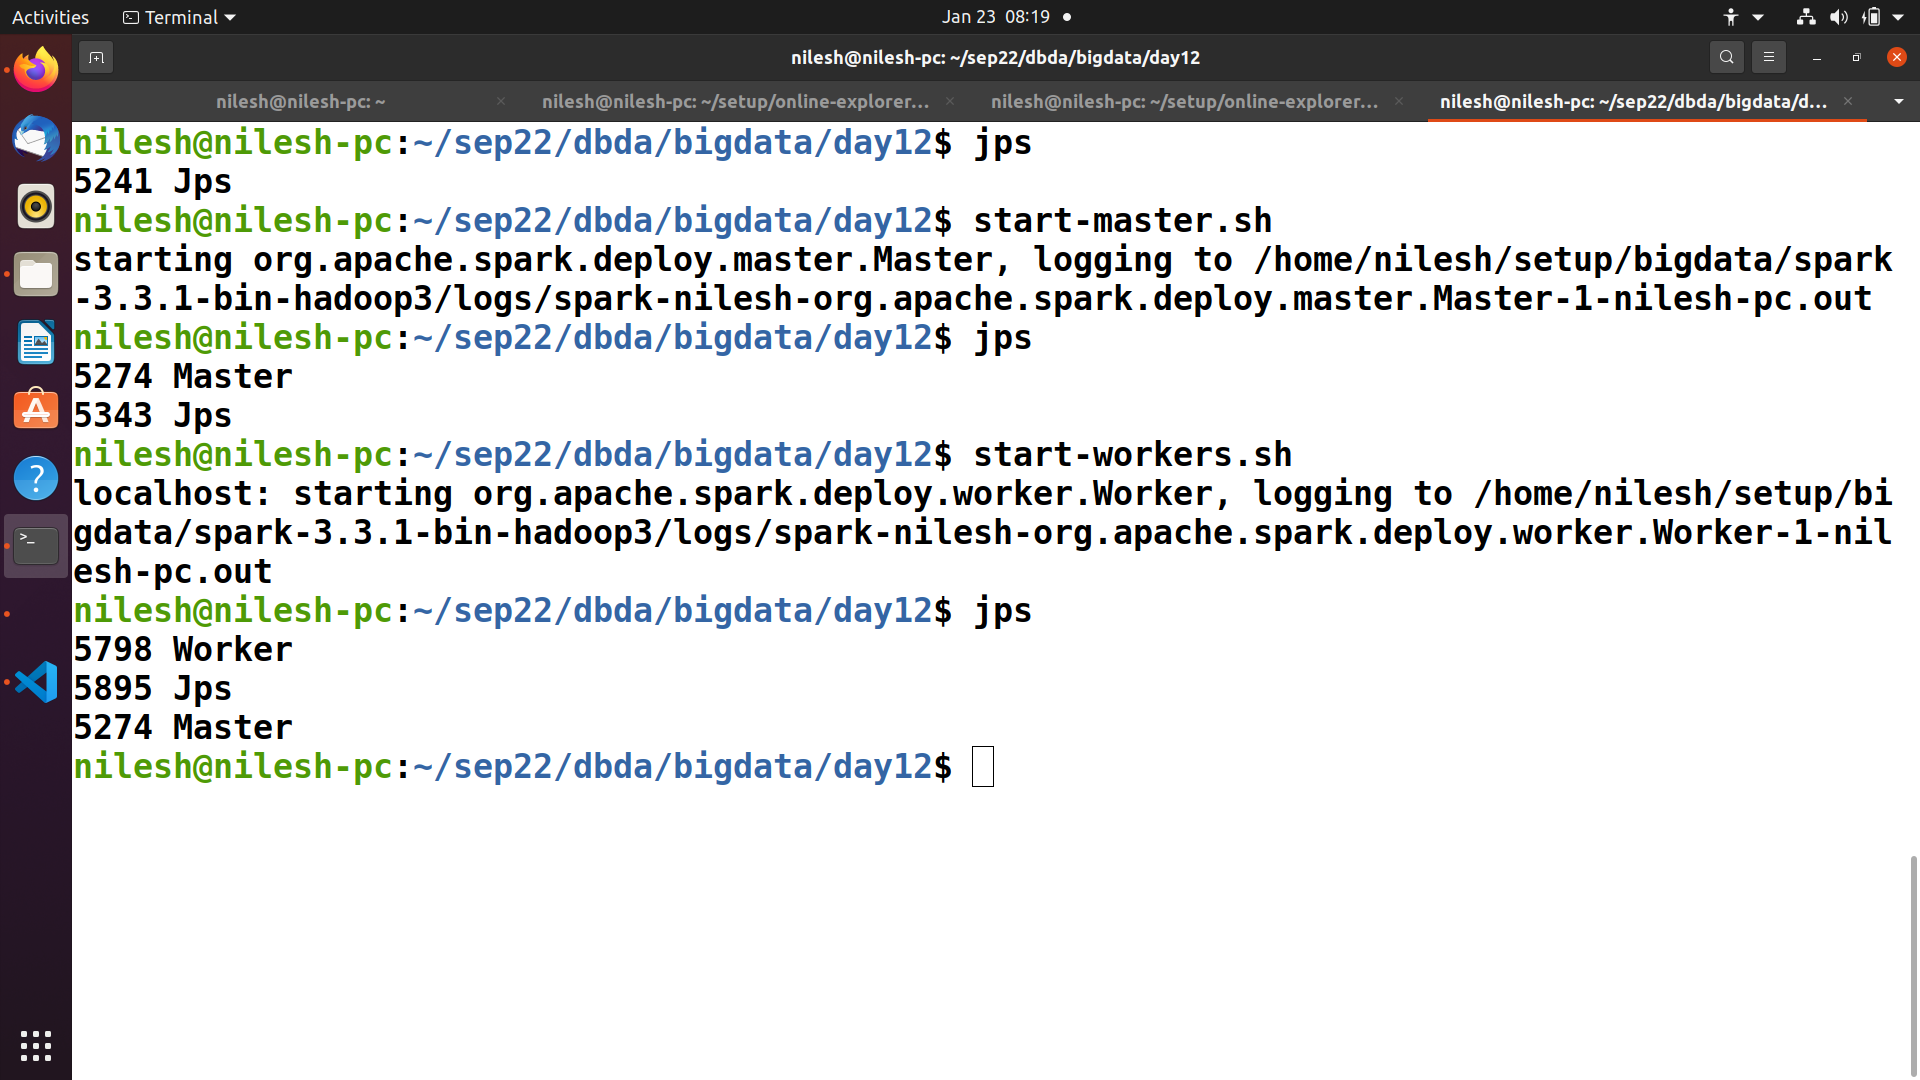 Activities Terminal Jan 23 08:19
nilesh@nilesh-pc: ~/sep22/dbda/bigdata/day12
nilesh@nilesh-pc: ~ nilesh@nilesh-pc: ~/setup/online-explorer... nilesh@nilesh-pc: ~/setup/online-explorer... nilesh@nilesh-pc: ~/sep22/dbda/bigdata/d...
nilesh@nilesh-pc:~/sep22/dbda/bigdata/day12$ jps
5241 Jps
nilesh@nilesh-pc:~/sep22/dbda/bigdata/day12$ start-master.sh
starting org.apache.spark.deploy.master.Master, logging to /home/nilesh/setup/bigdata/spark
-3.3.1-bin-hadoop3/logs/spark-nilesh-org.apache.spark.deploy.master.Master-1-nilesh-pc.out
nilesh@nilesh-pc:~/sep22/dbda/bigdata/day12$ jps
5274 Master
5343 Jps
nilesh@nilesh-pc:~/sep22/dbda/bigdata/day12$ start-workers.sh
localhost: starting org.apache.spark.deploy.worker.Worker, logging to /home/nilesh/setup/bi
gdata/spark-3.3.1-bin-hadoop3/logs/spark-nilesh-org.apache.spark.deploy.worker.Worker-1-nil
esh-pc.out
nilesh@nilesh-pc:~/sep22/dbda/bigdata/day12$ jps
5798 Worker
5895 Jps
5274 Master
nilesh@nilesh-pc:~/sep22/dbda/bigdata/day12$